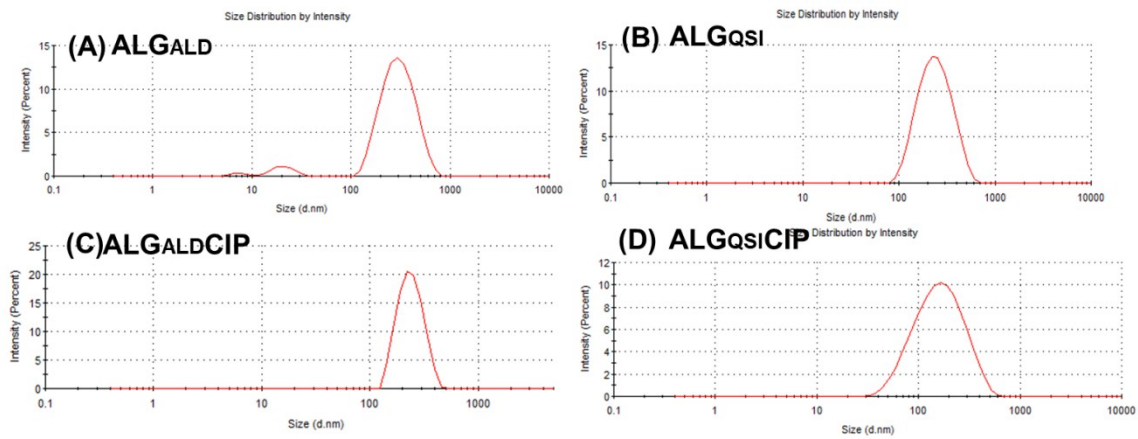 Size Distribution by Intensity
(A) ALGALD
Intensity (Percent)
15
10
5
0
0.1 1 10 100 1000 10000
Size (d.nm)
Size Distribution by Intensity
(B) ALGQSI
Intensity (Percent)
15
10
5
0
0.1 1 10 100 1000 10000
Size (d.nm)
(C) ALGALDCIP
Intensity (Percent)
25
20
15
10
5
0
0.1 1 10 100 1000
Size (d.nm)
(D) ALGQSICIP
Size Distribution by Intensity
Intensity (Percent)
12
10
8
6
4
2
0
0.1 1 10 100 1000 10000
Size (d.nm)